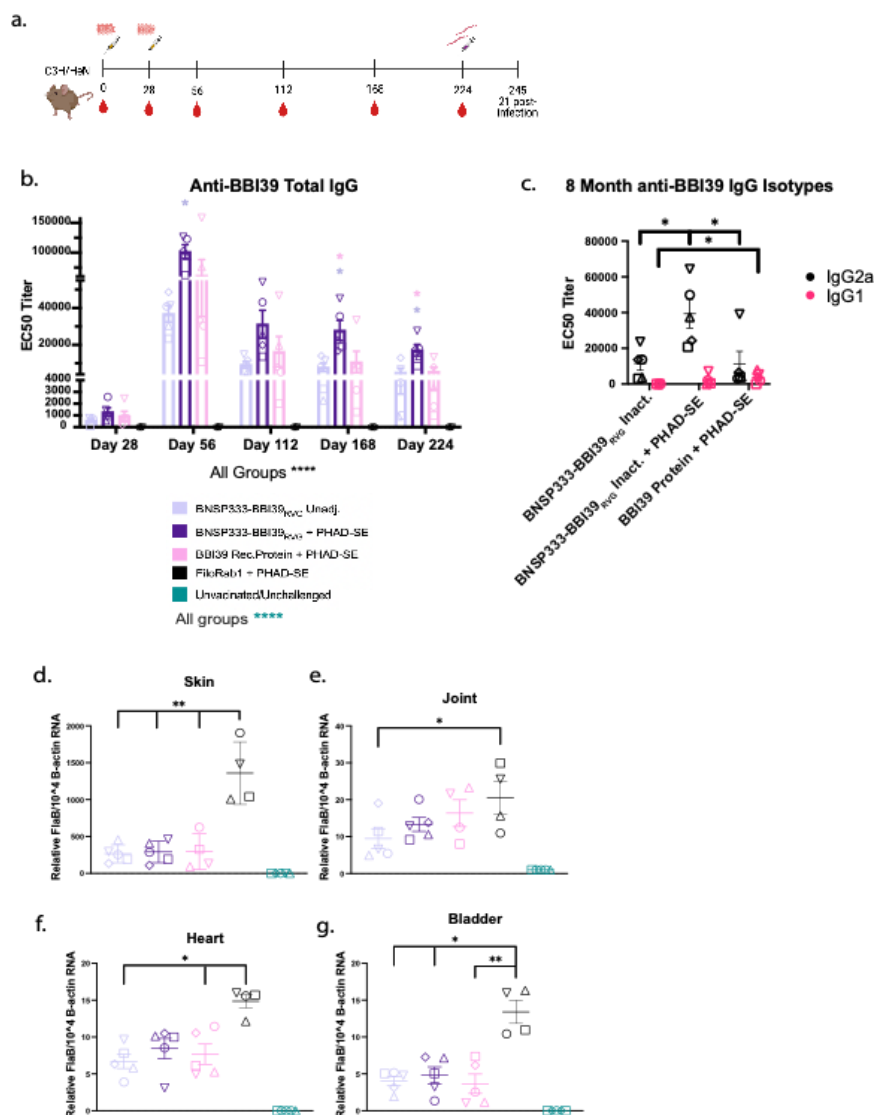 a.
C3H/HeN
0 28 56 112 168 224 245
21 post-
infection
b.
Anti-BBI39 Total IgG
EC50 Titer
150000
100000
40000
20000
4000
3000
2000
1000
0
Day 28 Day 56 Day 112 Day 168 Day 224
All Groups ****
BNSP333-BBI39RVG Unadj.
BNSP333-BBI39RVG + PHAD-SE
BBI39 Rec.Protein + PHAD-SE
FiloRab1 + PHAD-SE
Unvacinated/Unchallenged
All groups ****
c.
8 Month anti-BBI39 IgG Isotypes
* *
*
EC50 Titer
80000
60000
40000
20000
0
IgG2a
IgG1
BNSP333-BBI39RVG Inact.
BNSP333-BBI39RVG Inact. + PHAD-SE
BBI39 Protein + PHAD-SE
d.
Skin
**
Relative FlaB/10^4 B-actin RNA
2000
1500
1000
500
0
e.
Joint
*
Relative FlaB/10^4 B-actin RNA
40
30
20
10
0
f.
Heart
*
Relative FlaB/10^4 B-actin RNA
20
15
10
5
0
g.
Bladder
*
**
Relative FlaB/10^4 B-actin RNA
20
15
10
5
0